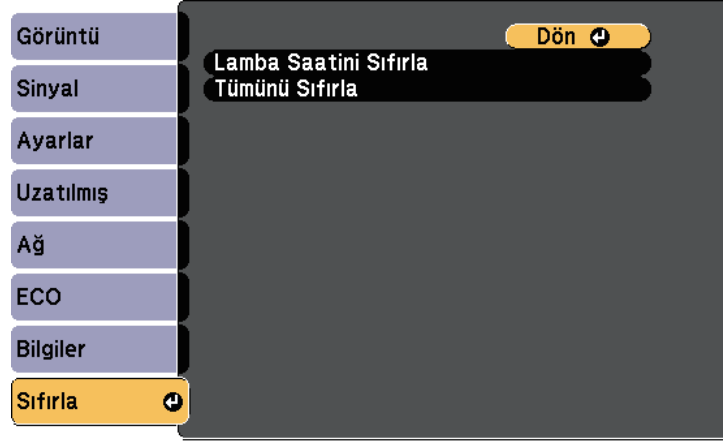 Görüntü
Sinyal
Ayarlar
Uzatılmış
Ağ
ECO
Bilgiler
Sıfırla
Dön
Lamba Saatini Sıfırla
Tümünü Sıfırla